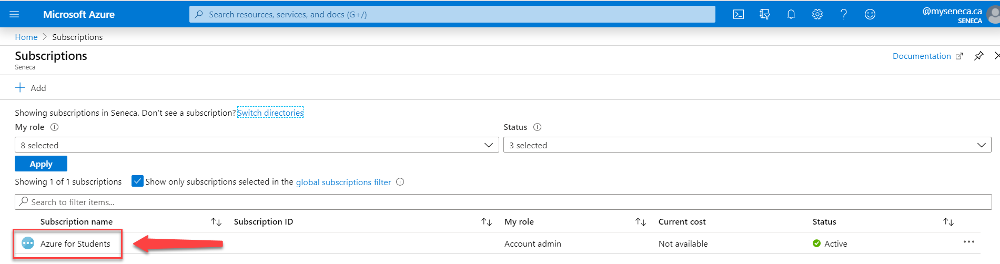 Microsoft Azure
Search resources, services, and docs (G+/)
@myseneca.ca
SENECA
Home > Subscriptions
Subscriptions
Seneca
Documentation
Add
Showing subscriptions in Seneca. Don't see a subscription? Switch directories
My role
Status
8 selected
3 selected
Apply
Showing 1 of 1 subscriptions Show only subscriptions selected in the global subscriptions filter
Search to filter items...
Subscription name Subscription ID My role Current cost Status
Azure for Students Account admin Not available Active